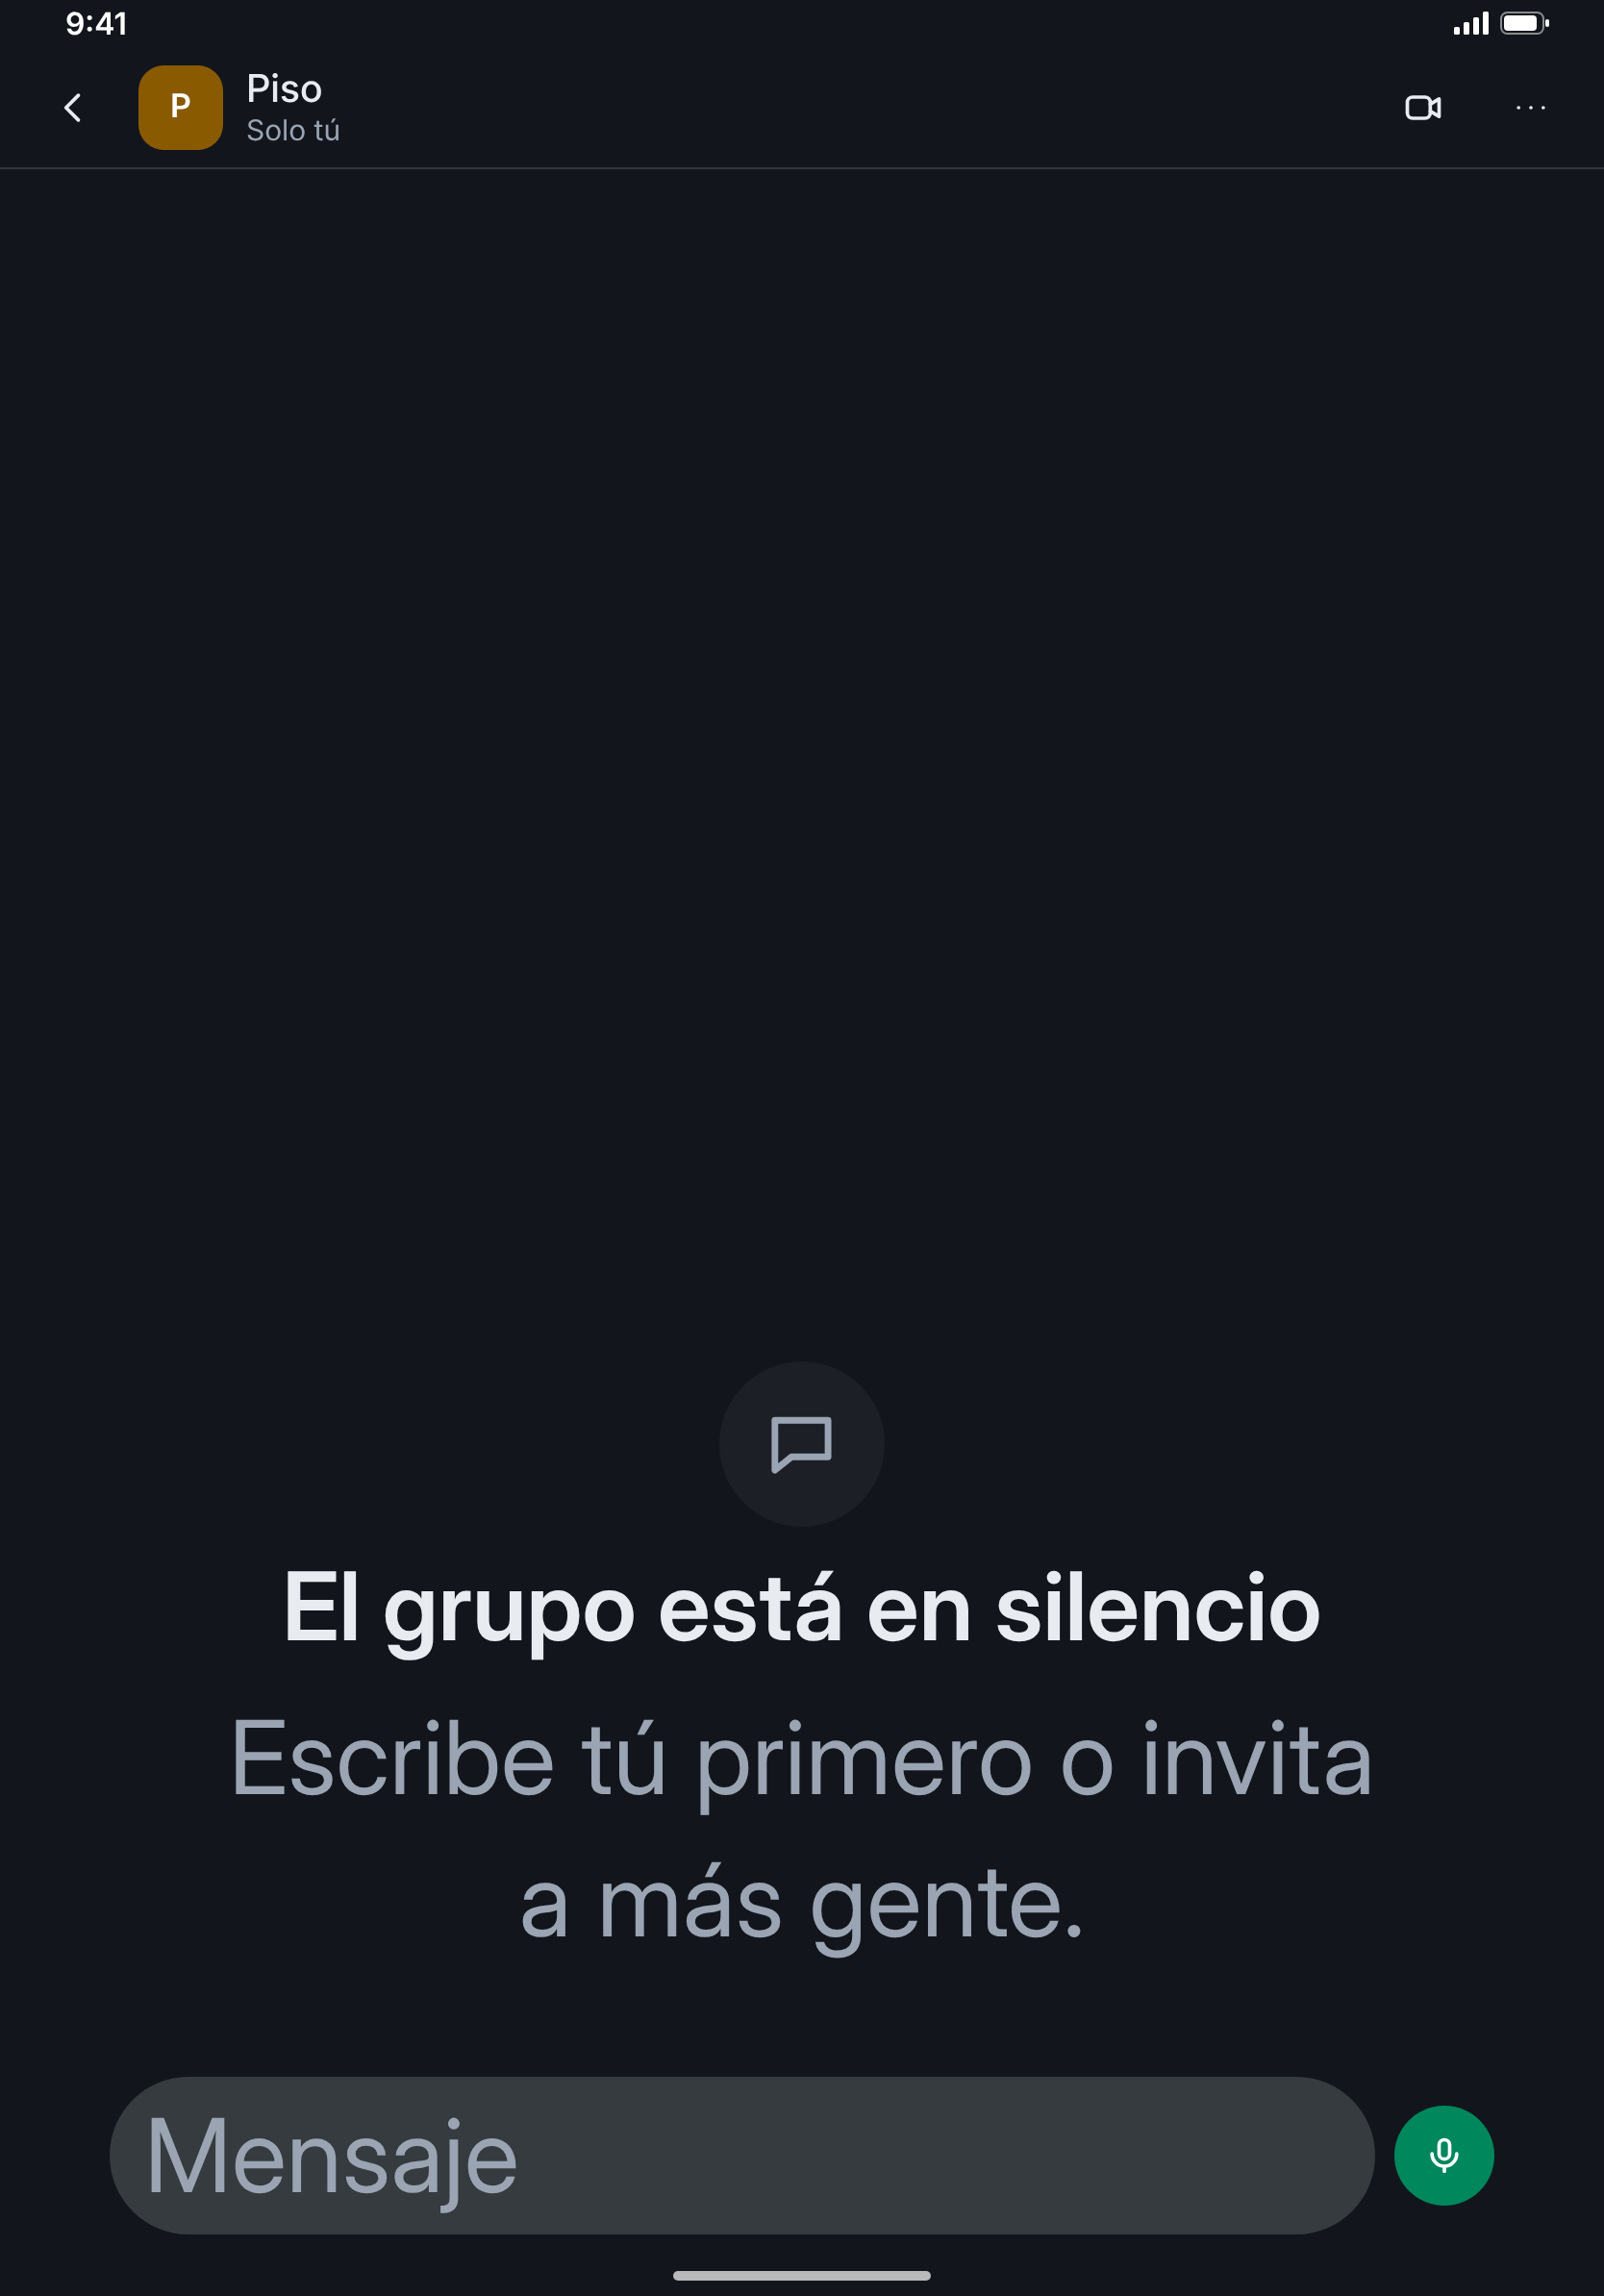 9:41
P
Piso
Solo tú
El grupo está en silencio
Escribe tú primero o invita
a más gente.
Mensaje